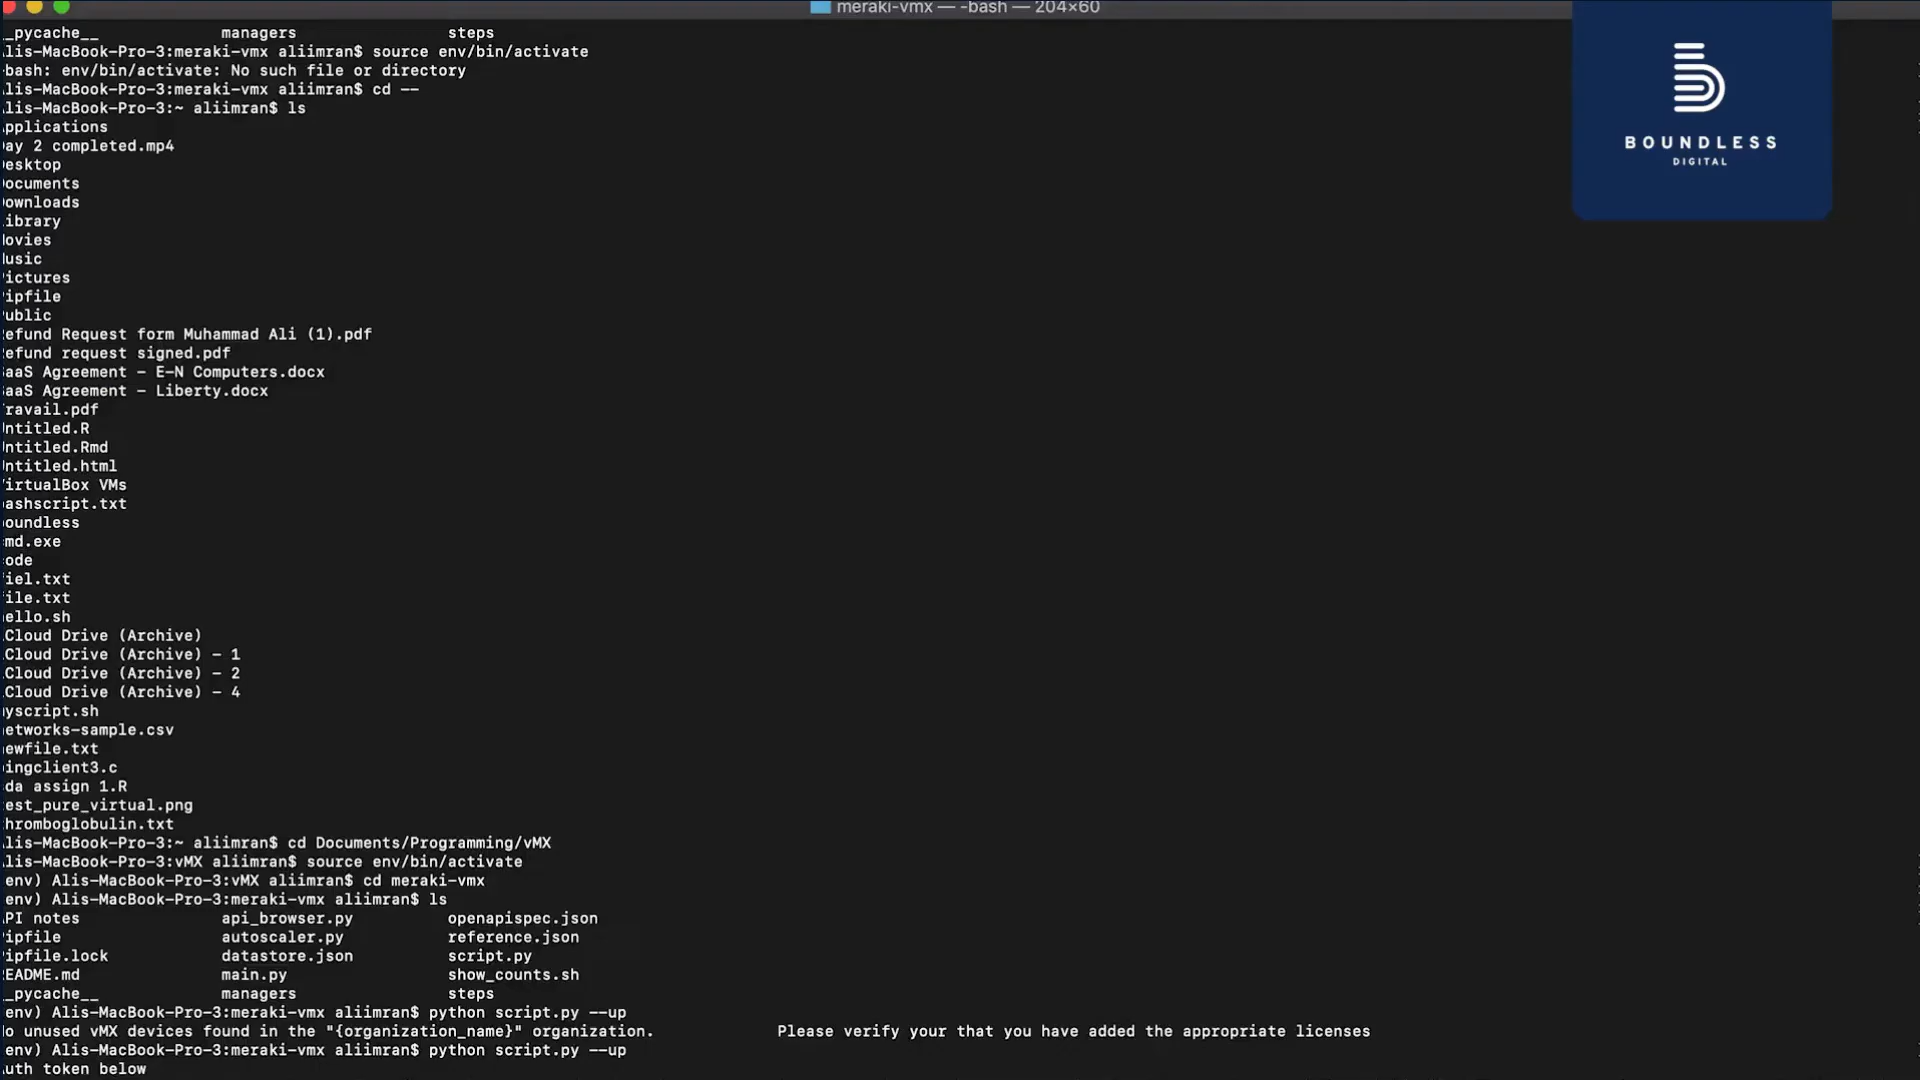 meraki-vmx — -bash — 204×60
__pycache__ managers steps
lis-MacBook-Pro-3:meraki-vmx aliimran$ source env/bin/activate
bash: env/bin/activate: No such file or directory
lis-MacBook-Pro-3:meraki-vmx aliimran$ cd --
lis-MacBook-Pro-3:~ aliimran$ ls
pplications
ay 2 completed.mp4
esktop
ocuments
ownloads
ibrary
ovies
usic
ictures
ipfile
ublic
efund Request form Muhammad Ali (1).pdf
efund request signed.pdf
aaS Agreement - E-N Computers.docx
aaS Agreement - Liberty.docx
ravail.pdf
ntitled.R
ntitled.Rmd
ntitled.html
irtualBox VMs
ashscript.txt
oundless
md.exe
ode
iel.txt
ile.txt
ello.sh
Cloud Drive (Archive)
Cloud Drive (Archive) - 1
Cloud Drive (Archive) - 2
Cloud Drive (Archive) - 4
yscript.sh
etworks-sample.csv
ewfile.txt
ingclient3.c
da assign 1.R
est_pure_virtual.png
hromboglobulin.txt
lis-MacBook-Pro-3:~ aliimran$ cd Documents/Programming/vMX
lis-MacBook-Pro-3:vMX aliimran$ source env/bin/activate
env) Alis-MacBook-Pro-3:vMX aliimran$ cd meraki-vmx
env) Alis-MacBook-Pro-3:meraki-vmx aliimran$ ls
PI notes api_browser.py openapispec.json
ipfile autoscaler.py reference.json
ipfile.lock datastore.json script.py
EADME.md main.py show_counts.sh
__pycache__ managers steps
env) Alis-MacBook-Pro-3:meraki-vmx aliimran$ python script.py --up
o unused vMX devices found in the "{organization_name}" organization. Please verify your that you have added the appropriate licenses
env) Alis-MacBook-Pro-3:meraki-vmx aliimran$ python script.py --up
uth token below
BOUNDLESS
DIGITAL